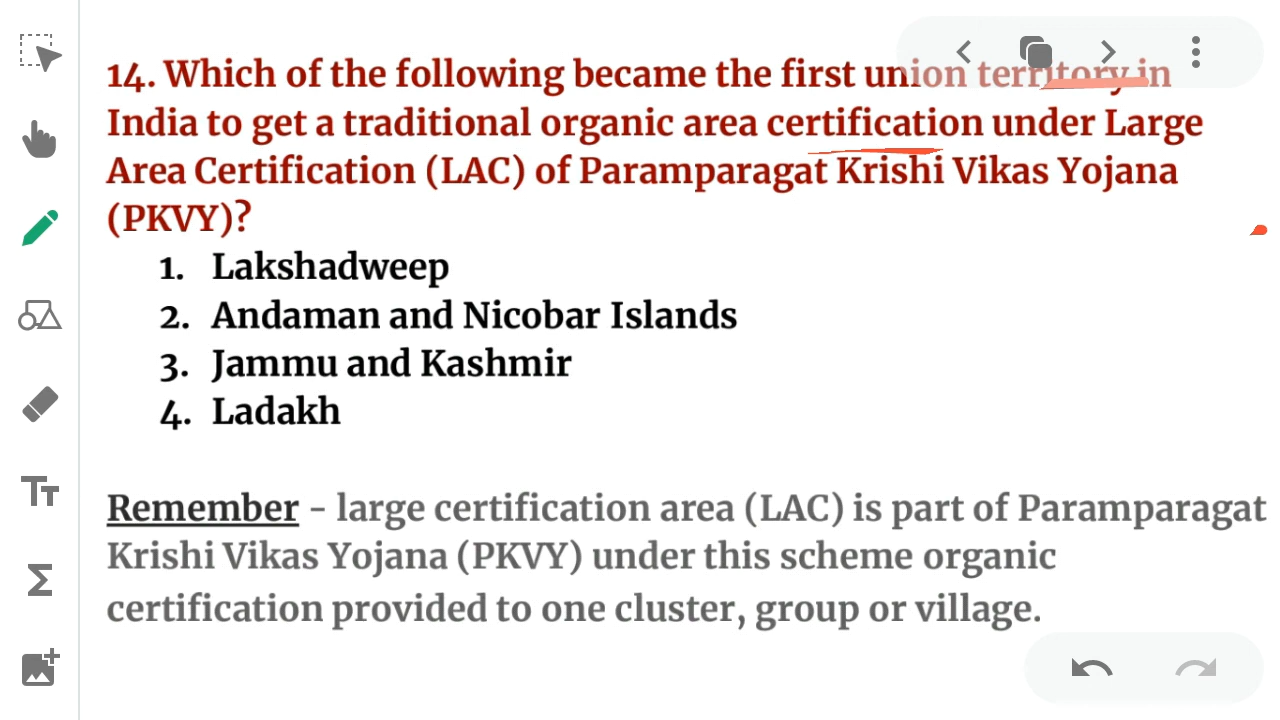 14. Which of the following became the first union territory in
India to get a traditional organic area certification under Large
Area Certification (LAC) of Paramparagat Krishi Vikas Yojana
(PKVY)?
1. Lakshadweep
2. Andaman and Nicobar Islands
3. Jammu and Kashmir
4. Ladakh
Remember - large certification area (LAC) is part of Paramparagat
Krishi Vikas Yojana (PKVY) under this scheme organic
certification provided to one cluster, group or village.